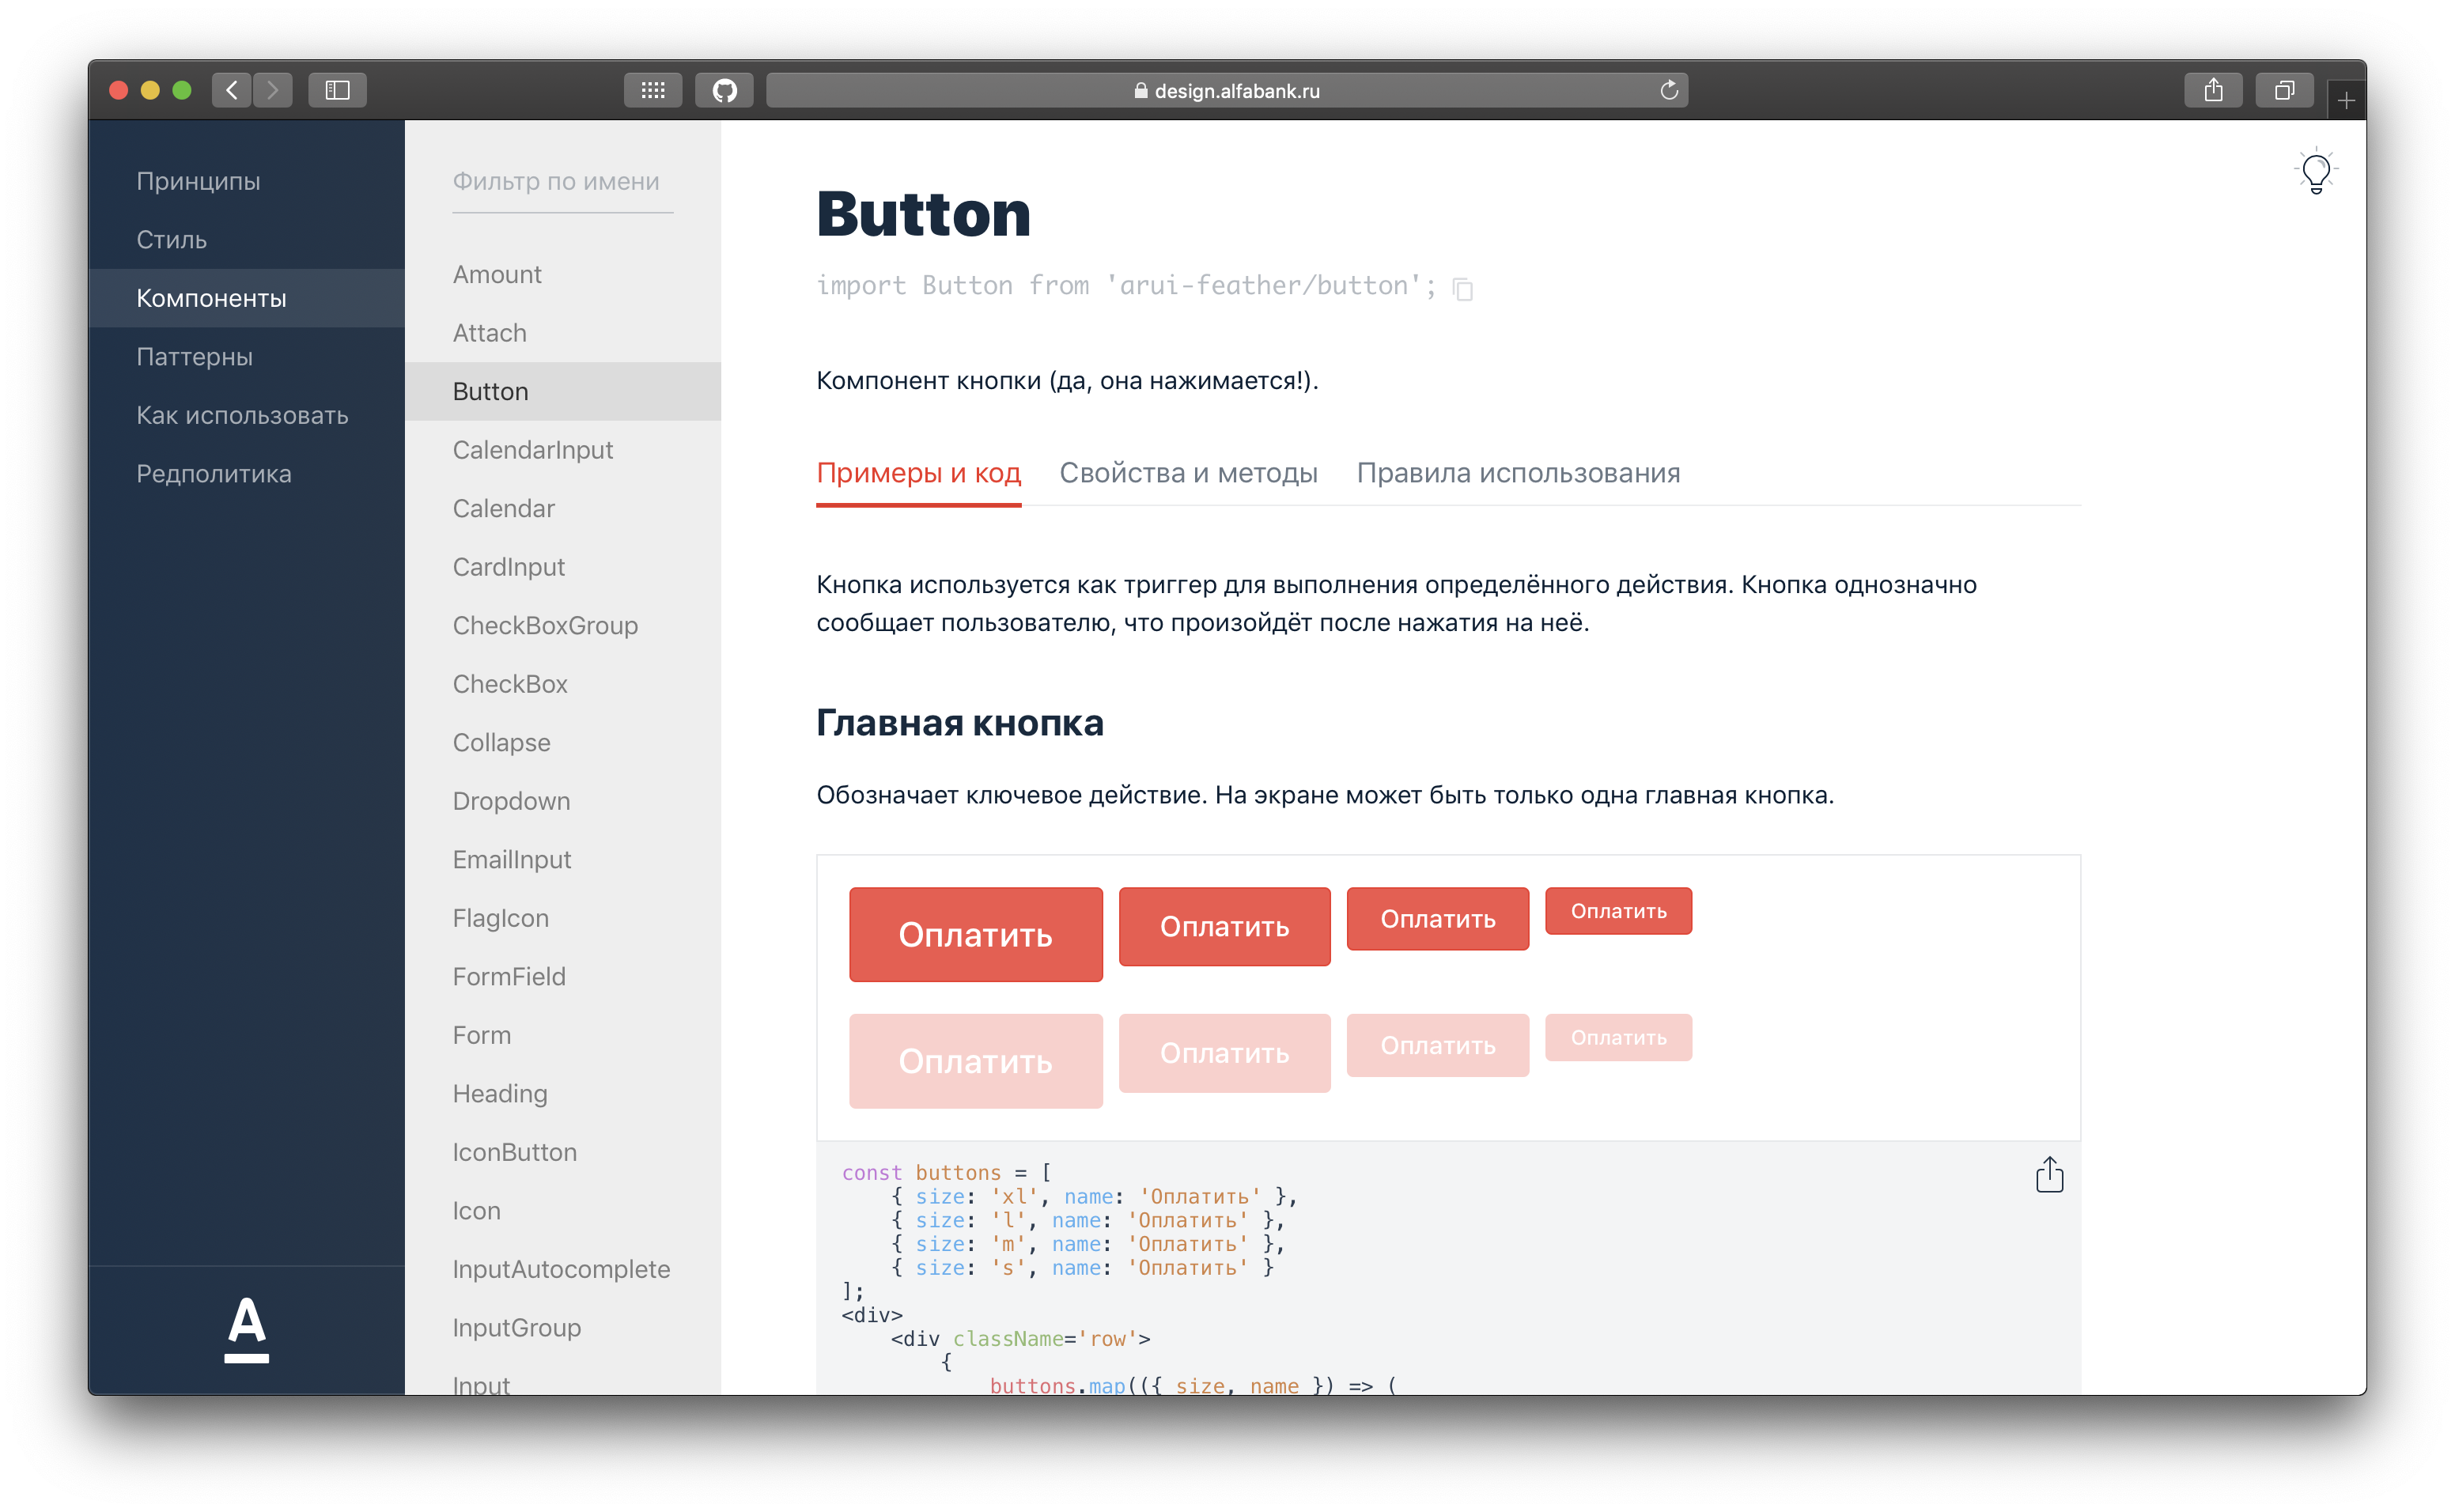 design.alfabank.ru
Принципы
Стиль
Компоненты
Паттерны
Как использовать
Редполитика
A
Фильтр по имени
Amount
Attach
Button
CalendarInput
Calendar
CardInput
CheckBoxGroup
CheckBox
Collapse
Dropdown
EmailInput
FlagIcon
FormField
Form
Heading
IconButton
Icon
InputAutocomplete
InputGroup
Input
Button
import Button from 'arui-feather/button';
Компонент кнопки (да, она нажимается!).
Примеры и код Свойства и методы Правила использования
Кнопка используется как триггер для выполнения определённого действия. Кнопка однозначно
сообщает пользователю, что произойдёт после нажатия на неё.
Главная кнопка
Обозначает ключевое действие. На экране может быть только одна главная кнопка.
Оплатить Оплатить Оплатить Оплатить
Оплатить Оплатить Оплатить Оплатить
const buttons = [
    { size: 'xl', name: 'Оплатить' },
    { size: 'l', name: 'Оплатить' },
    { size: 'm', name: 'Оплатить' },
    { size: 's', name: 'Оплатить' }
];
<div>
    <div className='row'>
        {
            buttons.map(({ size, name }) => (